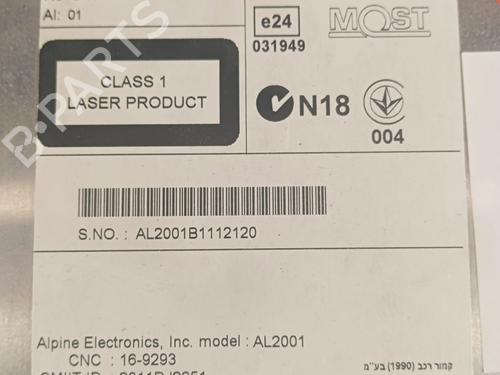 AI: 01
e24
031949
MOST
CLASS 1
LASER PRODUCT
N18
004
B-PARTS
S.NO. : AL2001B1112120
Alpine Electronics, Inc. model : AL2001
CNC : 16-9293
קמור רכב (1990) בע"מ